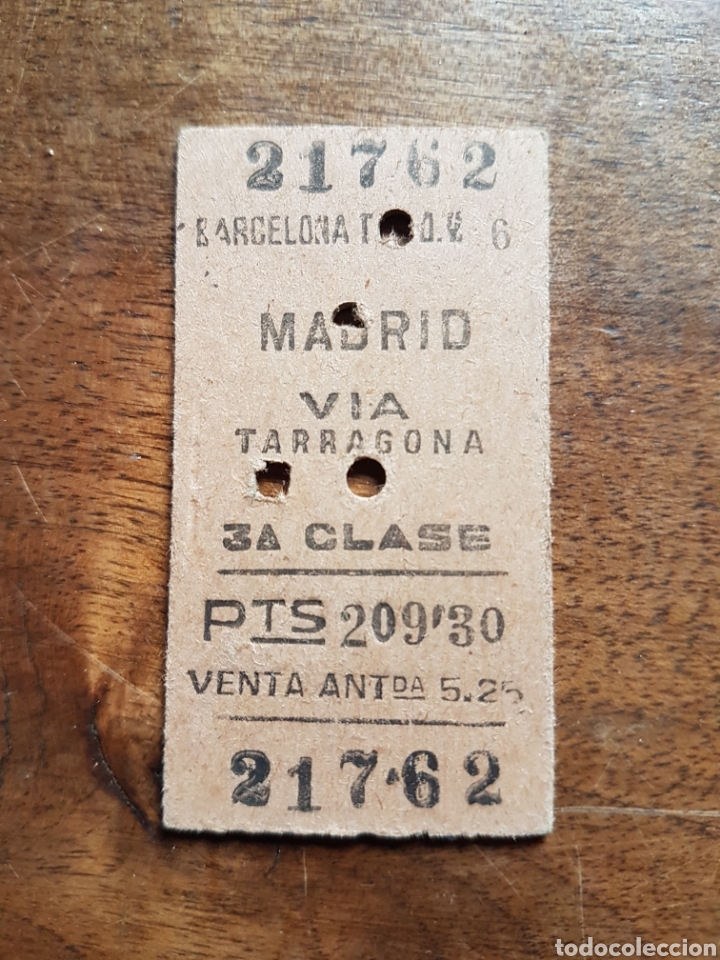 21762
BARCELONA 6
MADRID
VIA
TARRAGONA
3ª CLASE
PTS 209'30
VENTA ANTDA 5.25
21762
todocoleccion